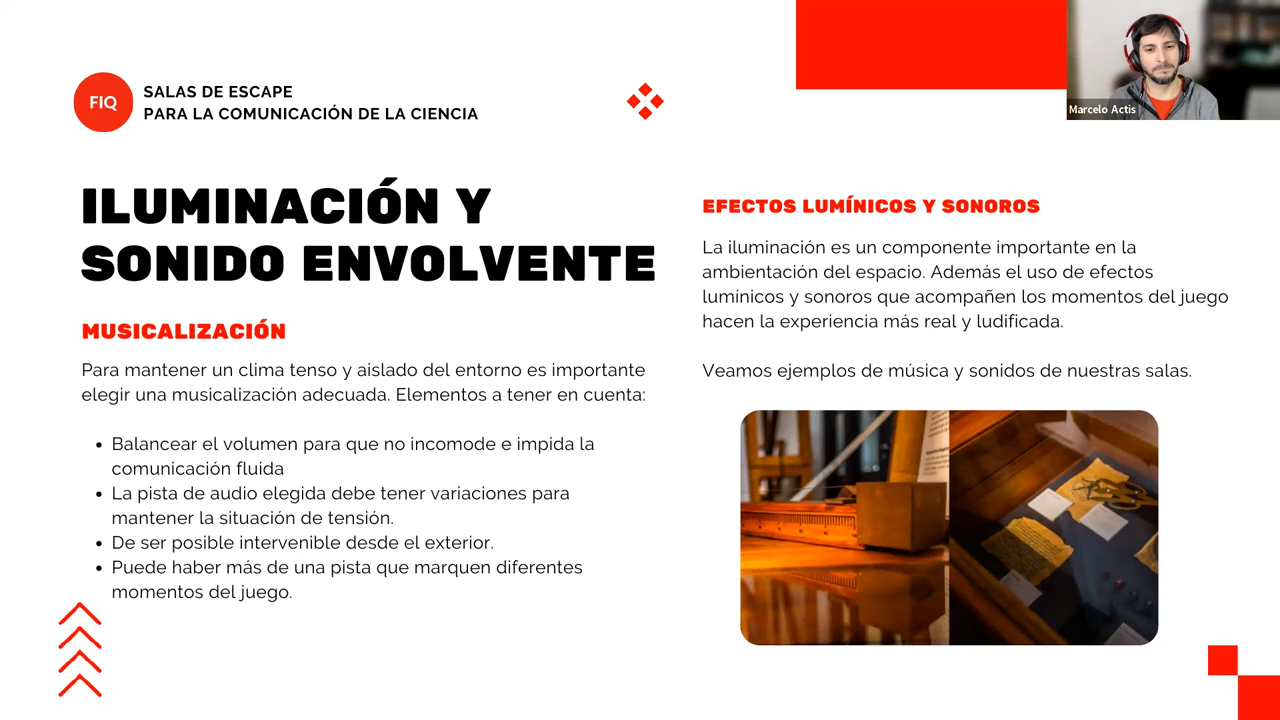 FIQ
SALAS DE ESCAPE
PARA LA COMUNICACIÓN DE LA CIENCIA
Marcelo Actis
ILUMINACIÓN Y
SONIDO ENVOLVENTE
MUSICALIZACIÓN
Para mantener un clima tenso y aislado del entorno es importante
elegir una musicalización adecuada. Elementos a tener en cuenta:
• Balancear el volumen para que no incomode e impida la
comunicación fluida
• La pista de audio elegida debe tener variaciones para
mantener la situación de tensión.
• De ser posible intervenible desde el exterior.
• Puede haber más de una pista que marquen diferentes
momentos del juego.
EFECTOS LUMÍNICOS Y SONOROS
La iluminación es un componente importante en la
ambientación del espacio. Además el uso de efectos
lumínicos y sonoros que acompañen los momentos del juego
hacen la experiencia más real y ludificada.
Veamos ejemplos de música y sonidos de nuestras salas.